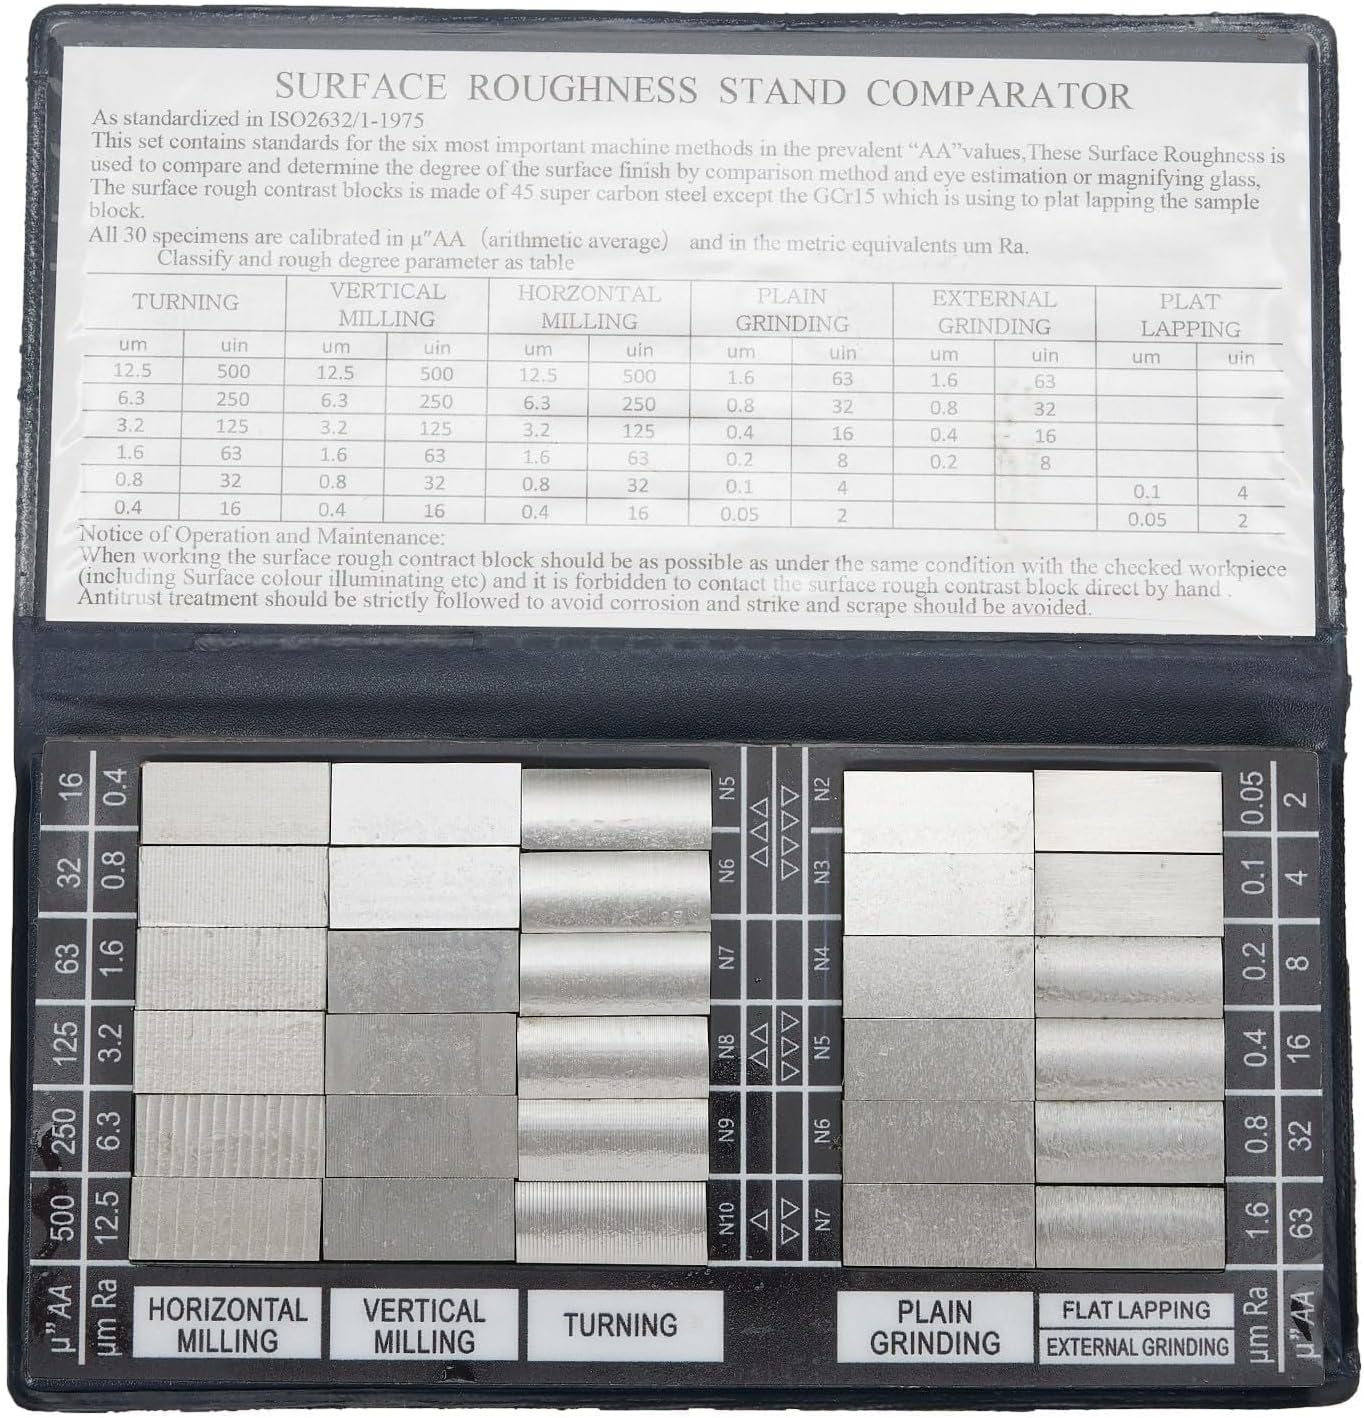 SURFACE ROUGHNESS STAND COMPARATOR
As standardized in ISO2632/1-1975
This set contains standards for the six most important machine methods in the prevalent “AA”values,These Surface Roughness is
used to compare and determine the degree of the surface finish by comparison method and eye estimation or magnifying glass,
The surface rough contrast blocks is made of 45 super carbon steel except the GCr15 which is using to plat lapping the sample
block.
All 30 specimens are calibrated in µ″AA （arithmetic average） and in the metric equivalents um Ra.
Classify and rough degree parameter as table
TURNING VERTICAL MILLING HORZONTAL MILLING PLAIN GRINDING EXTERNAL GRINDING PLAT LAPPING
um uin um uin um uin um uin um uin um uin
12.5 500 12.5 500 12.5 500 1.6 63 1.6 63
6.3 250 6.3 250 6.3 250 0.8 32 0.8 32
3.2 125 3.2 125 3.2 125 0.4 16 0.4 16
1.6 63 1.6 63 1.6 63 0.2 8 0.2 8
0.8 32 0.8 32 0.8 32 0.1 4 0.1 4
0.4 16 0.4 16 0.4 16 0.05 2 0.05 2
Notice of Operation and Maintenance:
When working the surface rough contract block should be as possible as under the same condition with the checked workpiece
(including Surface colour illuminating etc) and it is forbidden to contact the surface rough contrast block direct by hand .
Antitrust treatment should be strictly followed to avoid corrosion and strike and scrape should be avoided.
16 0.4 N5 N2 0.05 2
32 0.8 N6 N3 0.1 4
63 1.6 N7 N4 0.2 8
125 3.2 N8 N5 0.4 16
250 6.3 N9 N6 0.8 32
500 12.5 N10 N7 1.6 63
µ”AA µm Ra
HORIZONTAL MILLING
VERTICAL MILLING
TURNING
PLAIN GRINDING
FLAT LAPPING
EXTERNAL GRINDING
µm Ra µ”AA